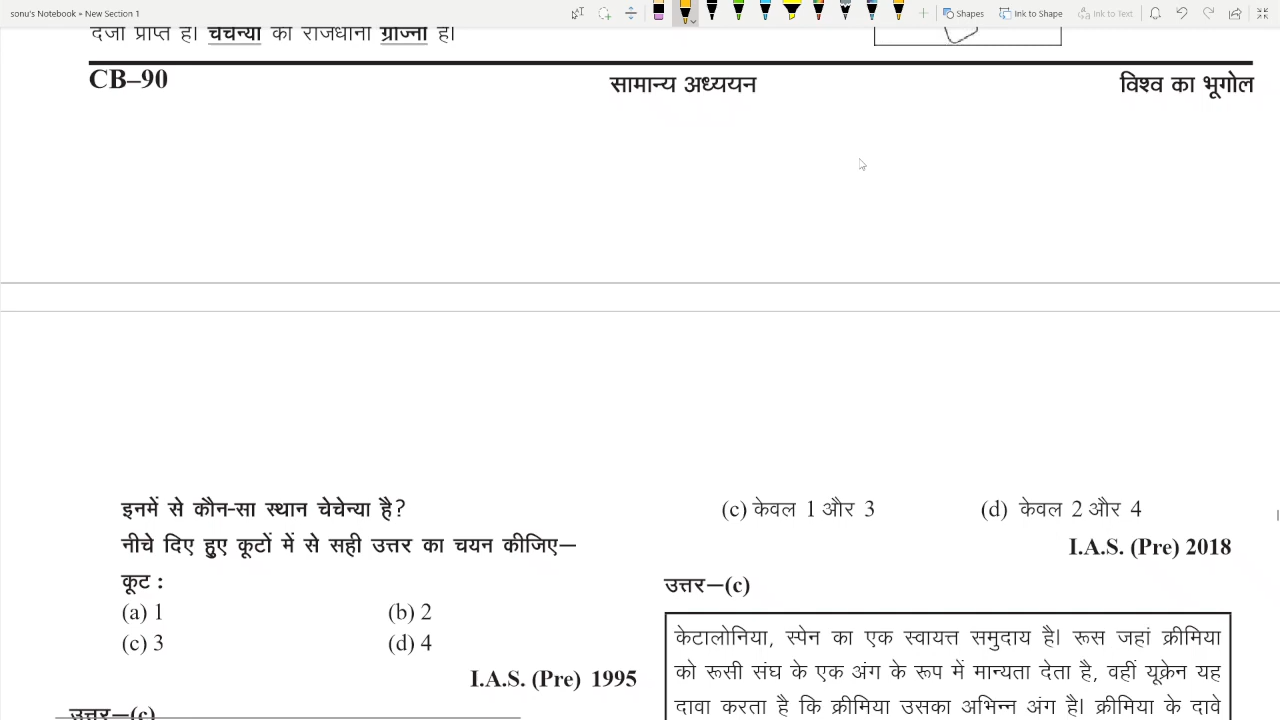 sonu's Notebook » New Section 1
Shapes
Ink to Shape
Ink to Text
दर्जा प्राप्त है। चेचेन्या की राजधानी ग्रोज्नी है।
CB–90
सामान्य अध्ययन
विश्व का भूगोल
इनमें से कौन-सा स्थान चेचेन्या है?
नीचे दिए हुए कूटों में से सही उत्तर का चयन कीजिए–
कूट :
(a) 1 (b) 2
(c) 3 (d) 4
I.A.S. (Pre) 1995
उत्तर–(c)
(c) केवल 1 और 3 (d) केवल 2 और 4
I.A.S. (Pre) 2018
उत्तर–(c)
केटालोनिया, स्पेन का एक स्वायत्त समुदाय है। रूस जहां क्रीमिया
को रूसी संघ के एक अंग के रूप में मान्यता देता है, वहीं यूक्रेन यह
दावा करता है कि क्रीमिया उसका अभिन्न अंग है। क्रीमिया के दावे